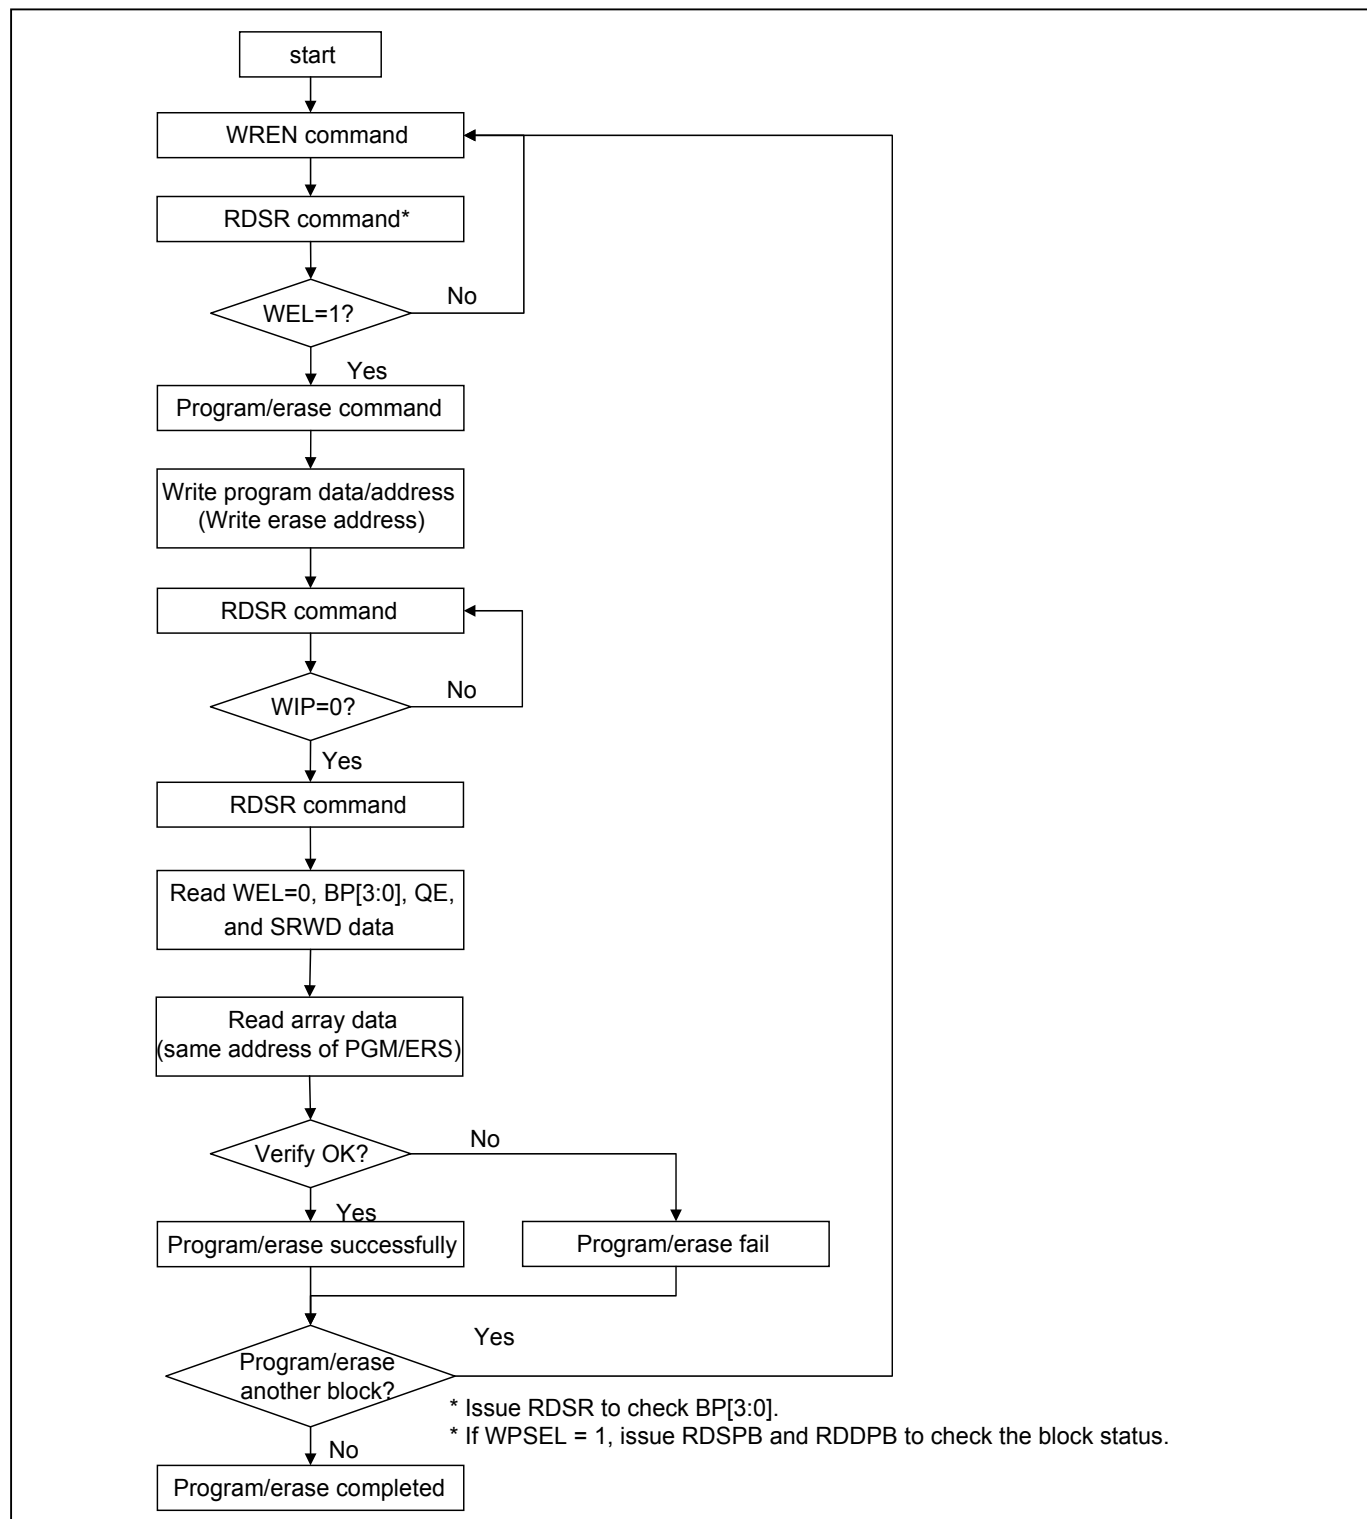 start
WREN command
RDSR command*
WEL=1?
No
Yes
Program/erase command
Write program data/address
(Write erase address)
RDSR command
WIP=0?
No
Yes
RDSR command
Read WEL=0, BP[3:0], QE,
and SRWD data
Read array data
(same address of PGM/ERS)
Verify OK?
No
Yes
Program/erase successfully
Program/erase fail
Yes
Program/erase
another block?
* Issue RDSR to check BP[3:0].
* If WPSEL = 1, issue RDSPB and RDDPB to check the block status.
No
Program/erase completed